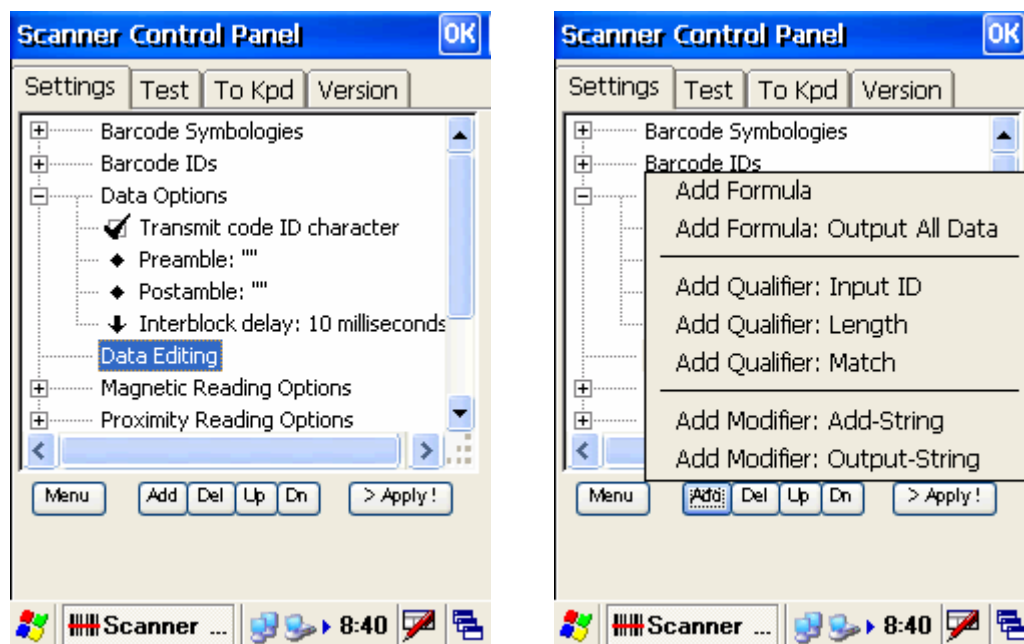 Scanner Control Panel OK
Settings Test To Kpd Version
Barcode Symbologies
Barcode IDs
Data Options
Transmit code ID character
Preamble: ""
Postamble: ""
Interblock delay: 10 milliseconds
Data Editing
Magnetic Reading Options
Proximity Reading Options
Menu Add Del Up Dn > Apply !
Scanner ... 8:40
Scanner Control Panel OK
Settings Test To Kpd Version
Barcode Symbologies
Barcode IDs
Add Formula
Add Formula: Output All Data
Add Qualifier: Input ID
Add Qualifier: Length
Add Qualifier: Match
Add Modifier: Add-String
Add Modifier: Output-String
Menu Add Del Up Dn > Apply !
Scanner ... 8:40